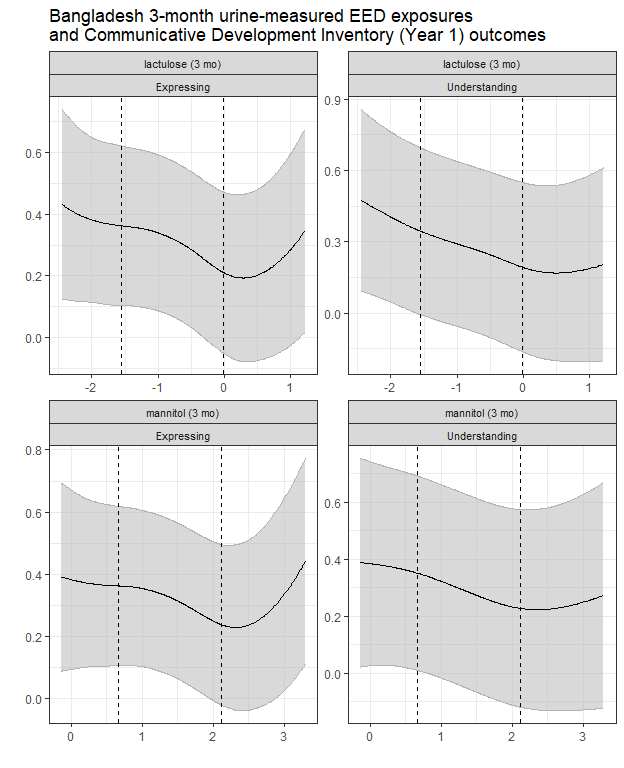 Bangladesh 3-month urine-measured EED exposures
and Communicative Development Inventory (Year 1) outcomes
lactulose (3 mo)
Expressing
0.6
0.4
0.2
0.0
-2 -1 0 1
lactulose (3 mo)
Understanding
0.9
0.6
0.3
0.0
-2 -1 0 1
mannitol (3 mo)
Expressing
0.8
0.6
0.4
0.2
0.0
0 1 2 3
mannitol (3 mo)
Understanding
0.6
0.4
0.2
0.0
0 1 2 3